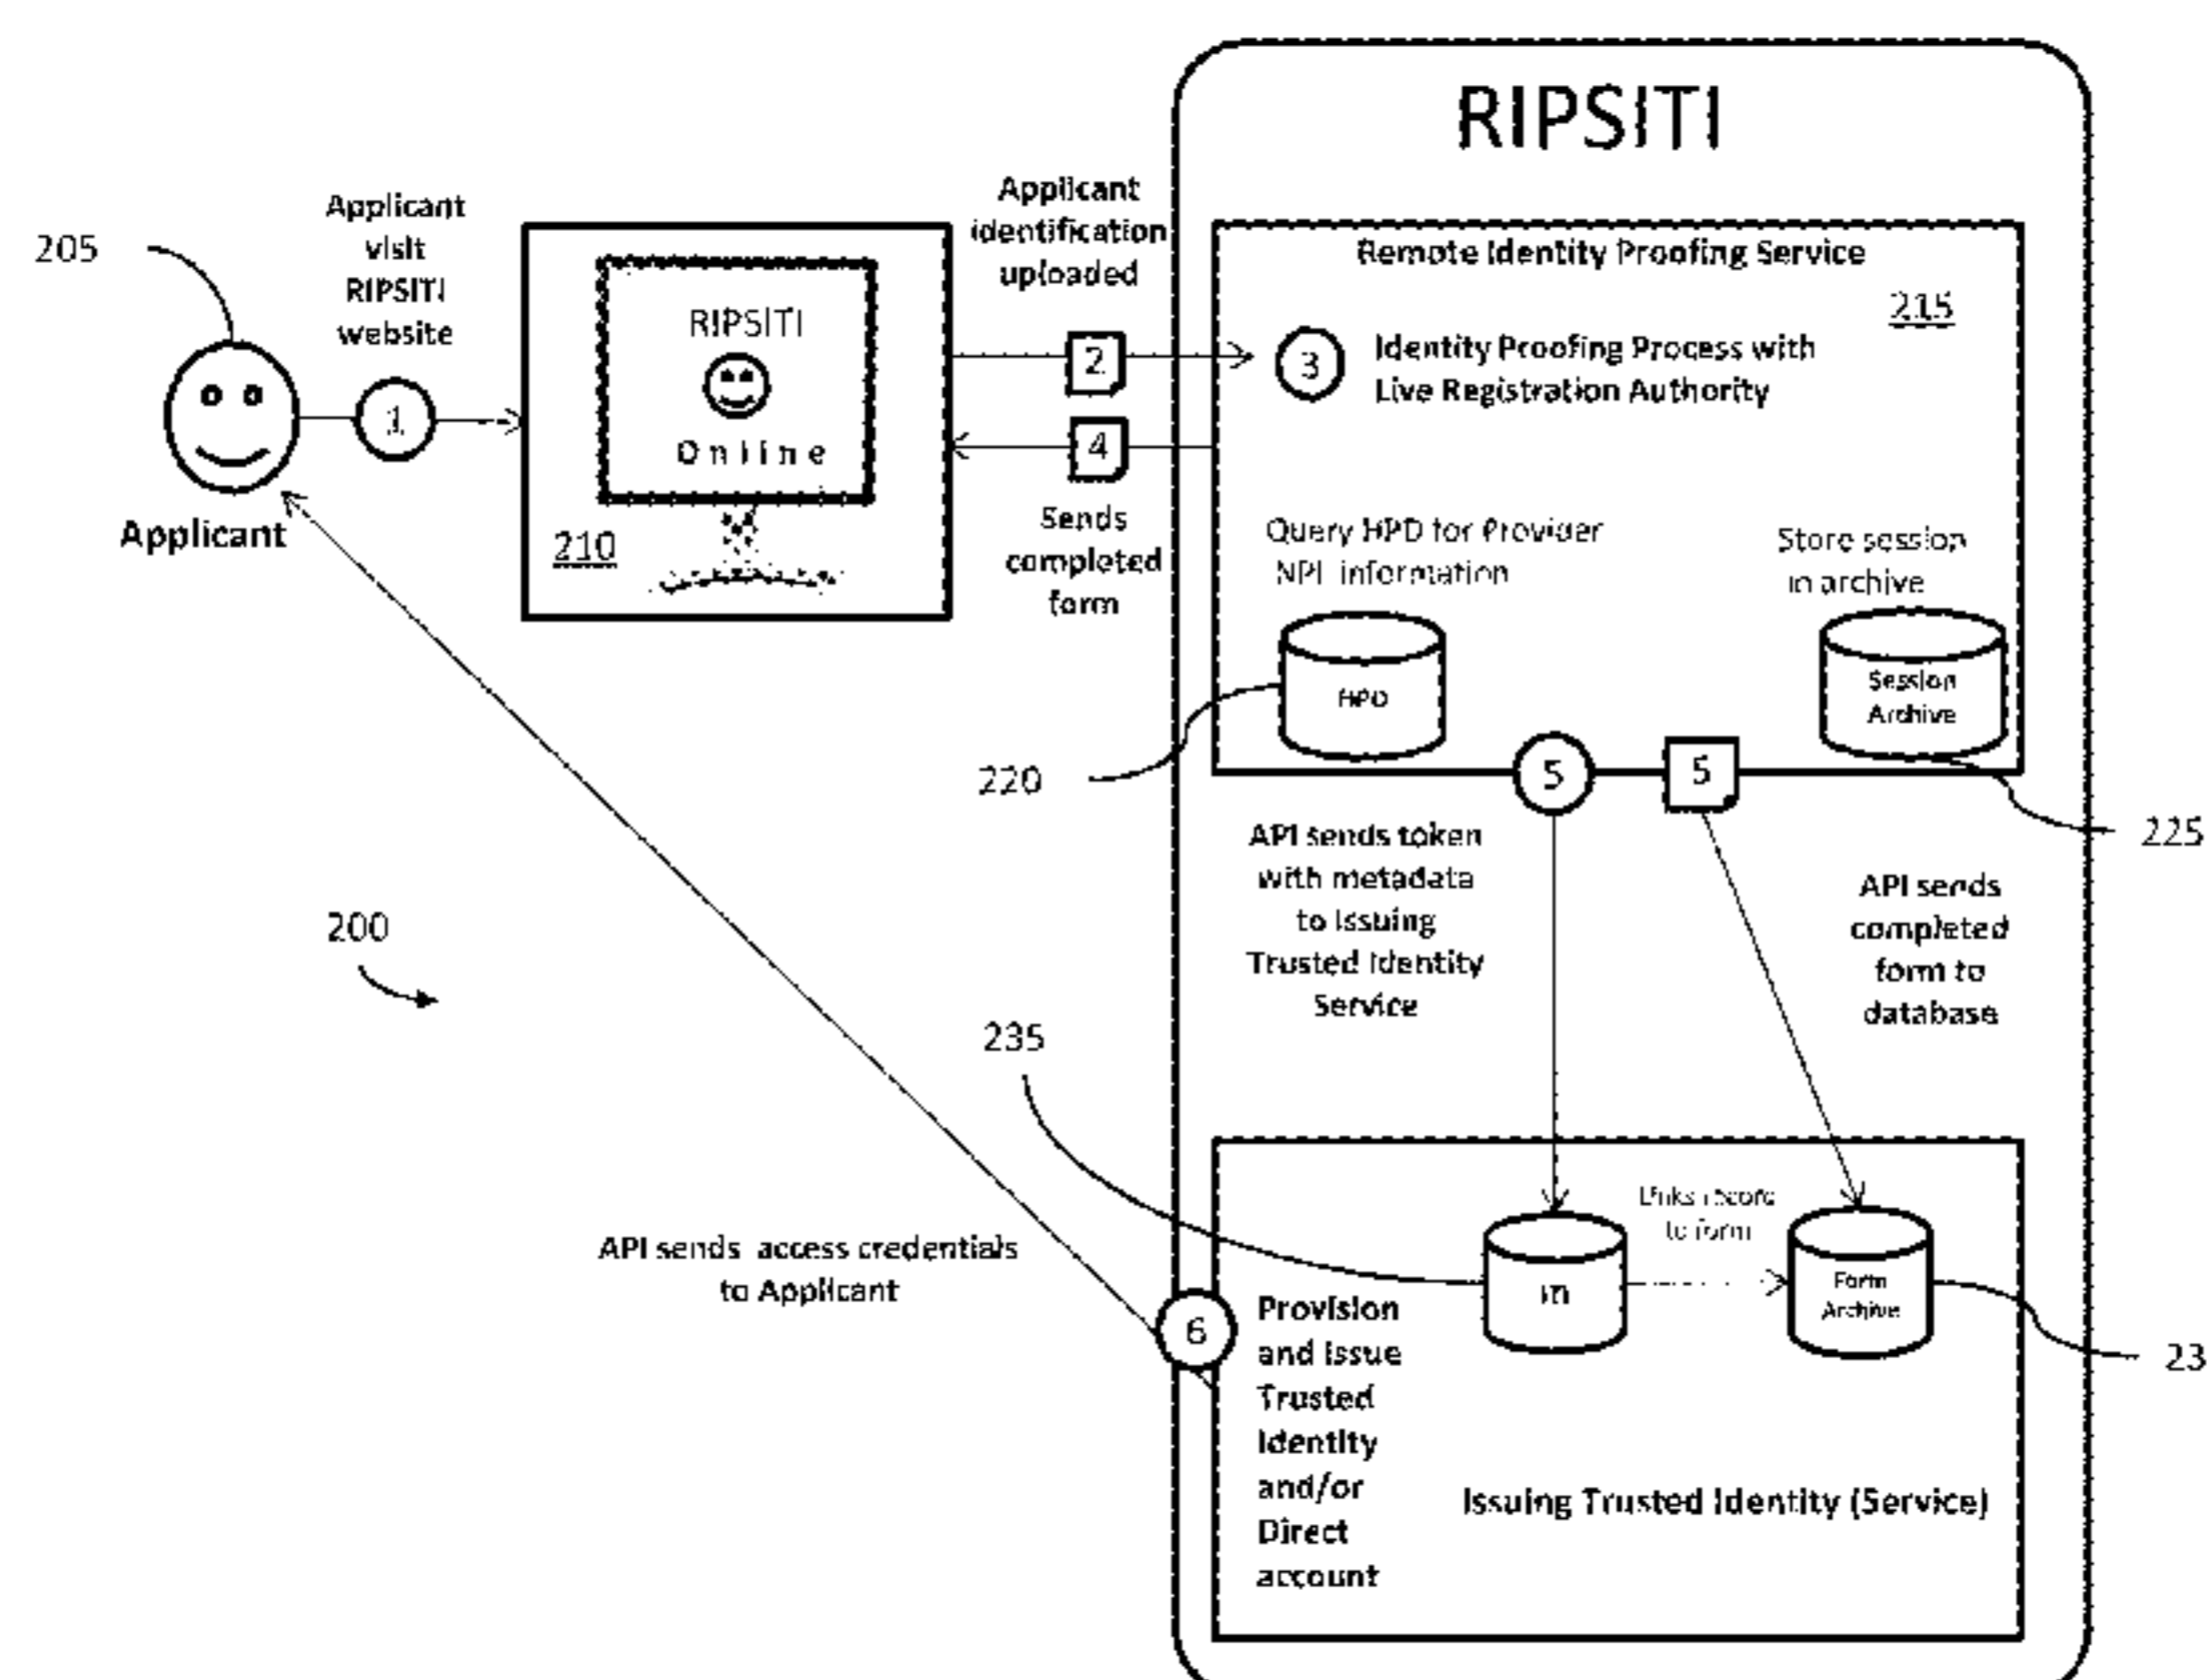 RIPSITI
205
Applicant
visit
RIPSITI
website
1
Applicant
RIPSITI
Online
210
Applicant
identification
uploaded
2
4
Sends
completed
form
Remote Identity Proofing Service
215
3
Identity Proofing Process with
Live Registration Authority
Query HPD for Provider
NPI information
Store session
in archive
HPD
Session
Archive
220
5
5
225
API sends token
with metadata
to Issuing
Trusted Identity
Service
API sends
completed
form to
database
200
235
Links record
to form
Form
Archive
23
API sends access credentials
to Applicant
6
Provision
and Issue
Trusted
Identity
and/or
Direct
account
Issuing Trusted Identity (Service)